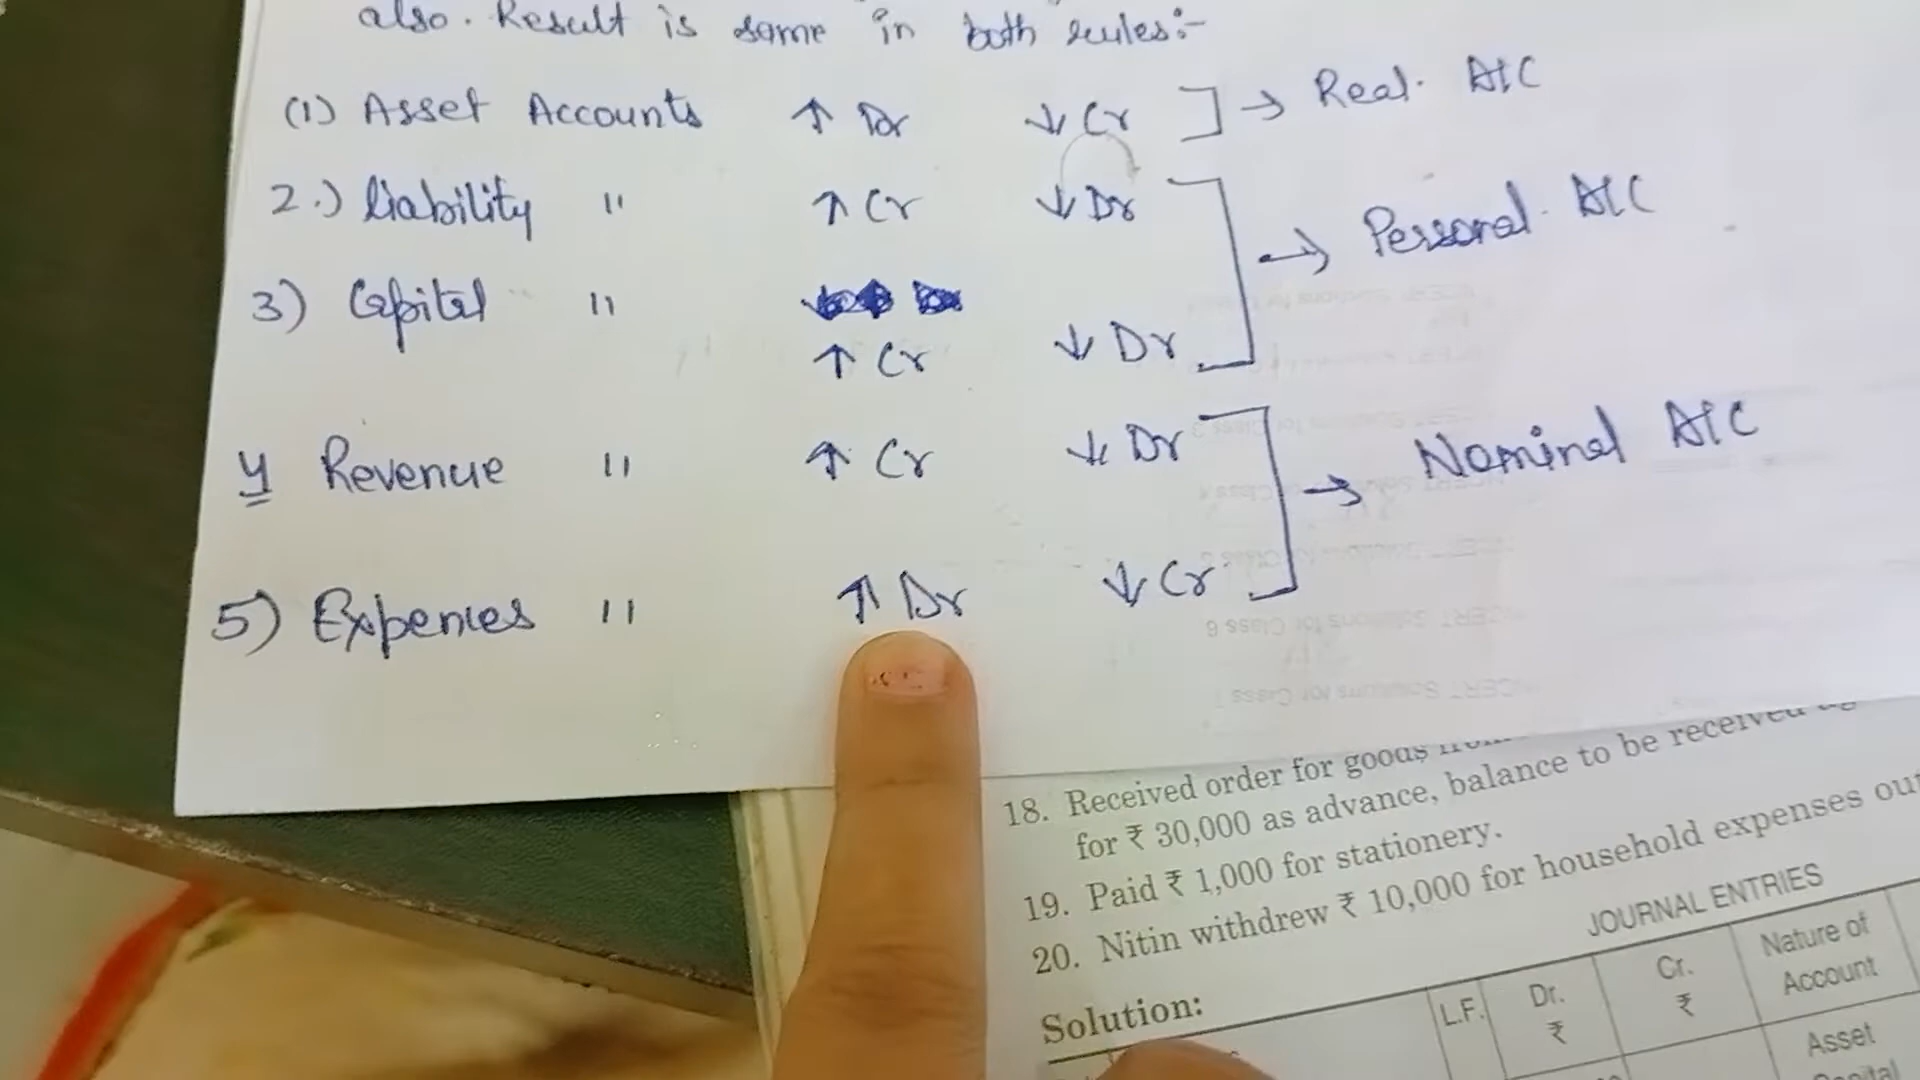 also. Result is same in both rules:-
(1) Asset Accounts ↑ Dr ↓ Cr ] → Real. A/C
2.) liability " ↑ Cr ↓ Dr
→ Personal. A/C
3) Capital "
↑ Cr ↓ Dr
4 Revenue " ↑ Cr ↓ Dr
→ Nominal A/C
5) Expenses " ↑ Dr ↓ Cr
18. Received order for goods
for ₹ 30,000 as advance, balance to be received
19. Paid ₹ 1,000 for stationery.
20. Nitin withdrew ₹ 10,000 for household expenses
JOURNAL ENTRIES
Solution:
L.F. Dr. ₹ Cr. ₹ Nature of Account
Asset